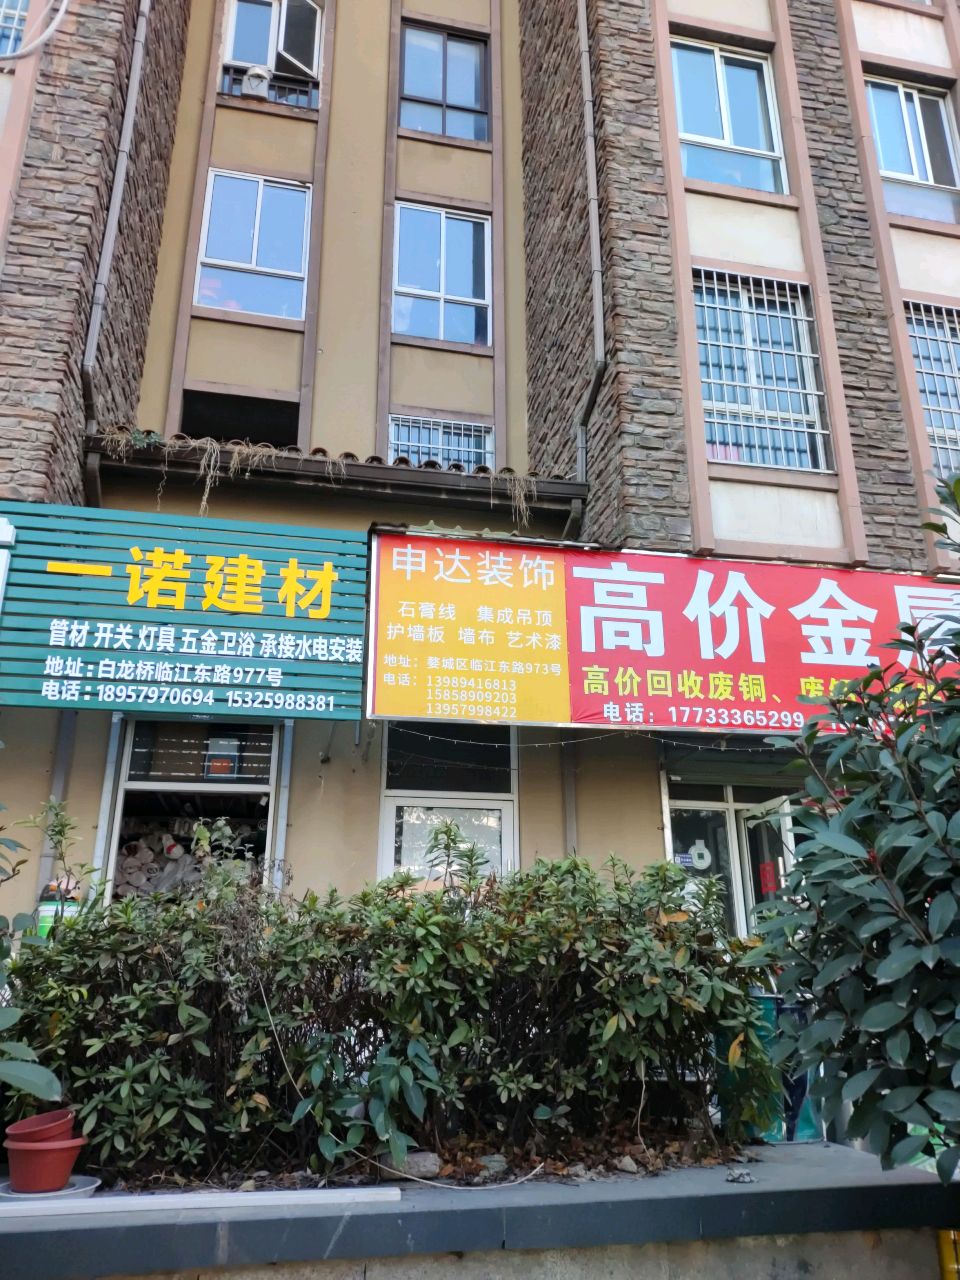 一诺建材
管材 开关 灯具 五金卫浴 承接水电安装
地址:白龙桥临江东路977号
电话:18957970694 15325988381
申达装饰
石膏线 集成吊顶
护墙板 墙布 艺术漆
地址:婺城区临江东路973号
电话:13989416813
15858909203
13957998422
高价金属
高价回收废铜、废
电话:17733365299